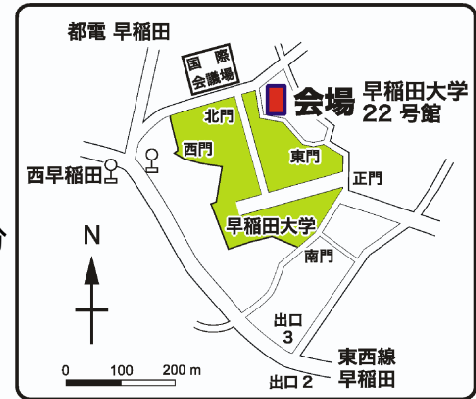 都電 早稲田
国際
会議場
会場
早稲田大学
22 号館
北門
西門
東門
正門
西早稲田
早稲田大学
N
南門
出口
3
0 100 200 m
東西線
早稲田
出口 2